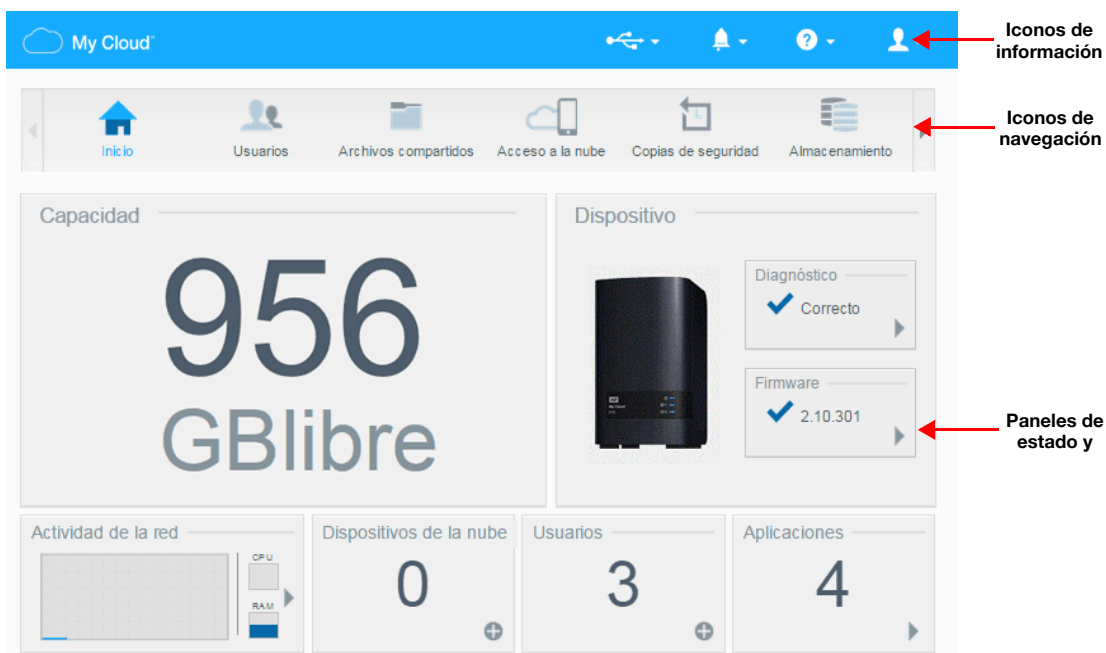 My Cloud™
Iconos de
información
Inicio
Usuarios
Archivos compartidos
Acceso a la nube
Copias de seguridad
Almacenamiento
Iconos de
navegación
Capacidad
956
GBlibre
Dispositivo
Diagnóstico
Correcto
Firmware
2.10.301
Paneles de
estado y
Actividad de la red
CPU
RAM
Dispositivos de la nube
0
Usuarios
3
Aplicaciones
4